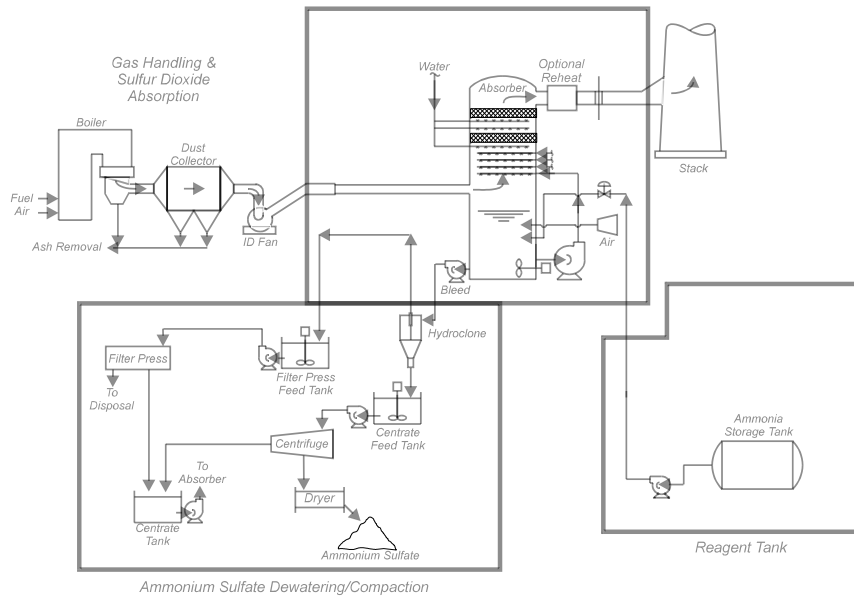 Gas Handling &
Sulfur Dioxide
Absorption
Water
Absorber
Optional
Reheat
Stack
Boiler
Dust
Collector
Fuel
Air
Ash Removal
ID Fan
Air
Bleed
Hydroclone
Filter Press
To
Disposal
Filter Press
Feed Tank
Centrate
Feed Tank
Centrifuge
To
Absorber
Dryer
Centrate
Tank
Ammonium Sulfate
Ammonium Sulfate Dewatering/Compaction
Ammonia
Storage Tank
Reagent Tank